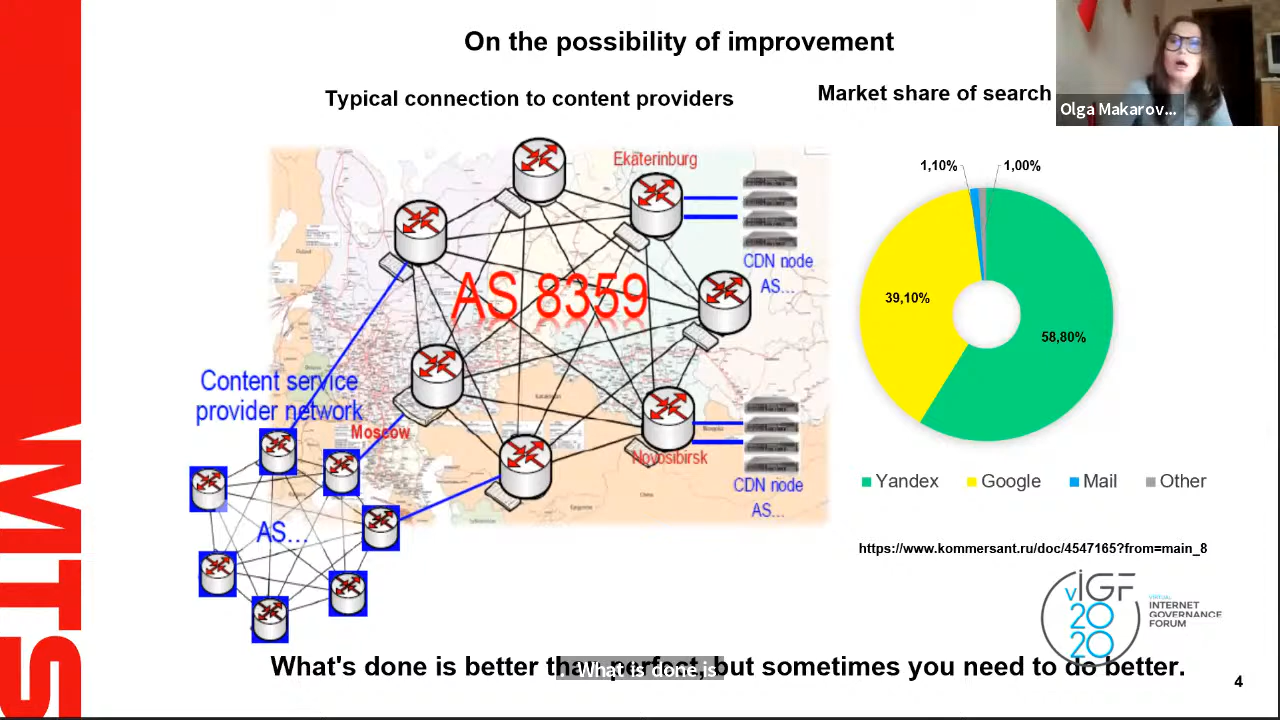 On the possibility of improvement
Typical connection to content providers
Market share of search
Olga Makarov...
Ekaterinburg
CDN node
AS...
AS 8359
Content service
provider network
Moscow
Novosibirsk
CDN node
AS...
AS...
1,10%
1,00%
39,10%
58,80%
Yandex
Google
Mail
Other
https://www.kommersant.ru/doc/4547165?from=main_8
vIGF
2020
VIRTUAL
INTERNET
GOVERNANCE
FORUM
What's done is better than perfect, but sometimes you need to do better.
What is done is
4
MTS